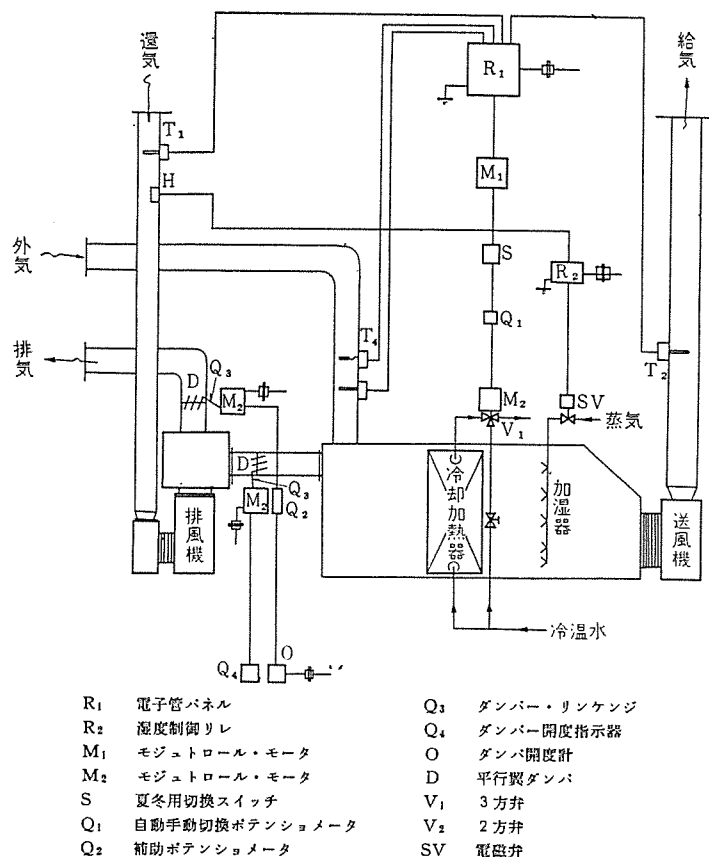 還気
給気
T₁
R₁
H
M₁
外気
S
R₂
Q₁
T₄
T₂
排気
Q₃
D
M₂
M₂
SV
V₁
蒸気
D
Q₃
M₂
Q₂
冷却加熱器
加湿器
排風機
送風機
冷温水
Q₄
O
R₁ 電子管パネル
R₂ 湿度制御リレ
M₁ モジュトロール・モータ
M₂ モジュトロール・モータ
S 夏冬用切換スイッチ
Q₁ 自動手動切換ポテンショメータ
Q₂ 補助ポテンショメータ
Q₃ ダンパー・リンケンジ
Q₄ ダンパー開度指示器
O ダンパ開度計
D 平行翼ダンパ
V₁ 3方弁
V₂ 2方弁
SV 電磁弁